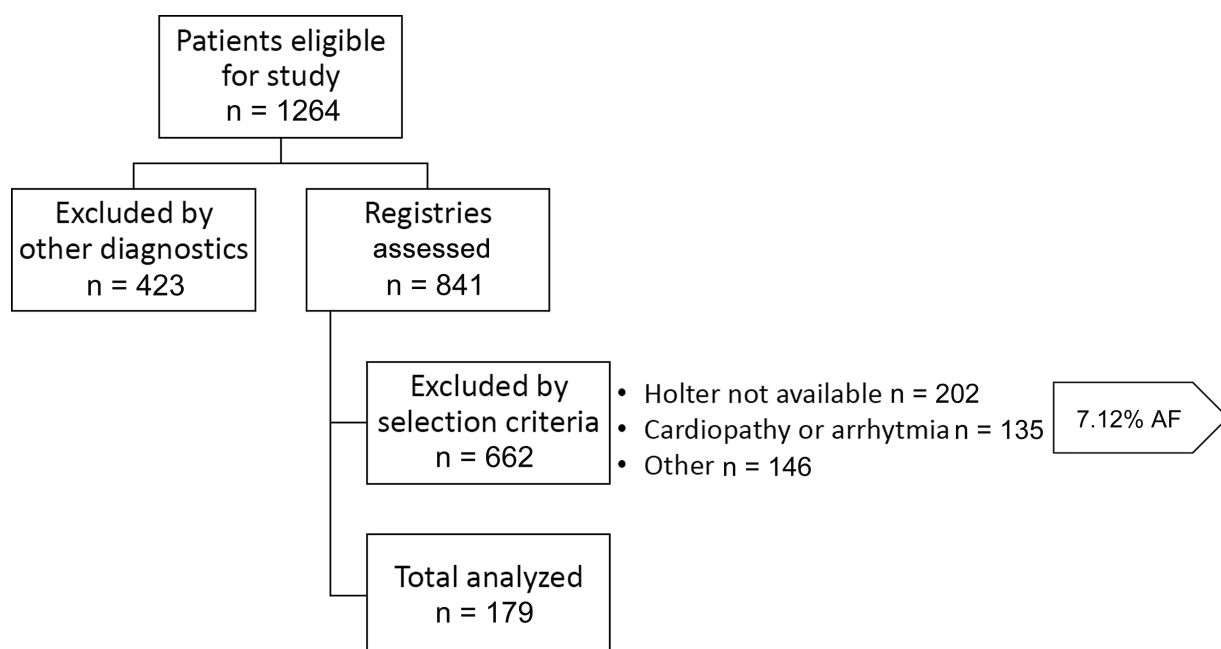 Patients eligible
for study
n = 1264
Excluded by
other diagnostics
n = 423
Registries
assessed
n = 841
Excluded by
selection criteria
n = 662
• Holter not available n = 202
• Cardiopathy or arrhytmia n = 135
• Other n = 146
7.12% AF
Total analyzed
n = 179